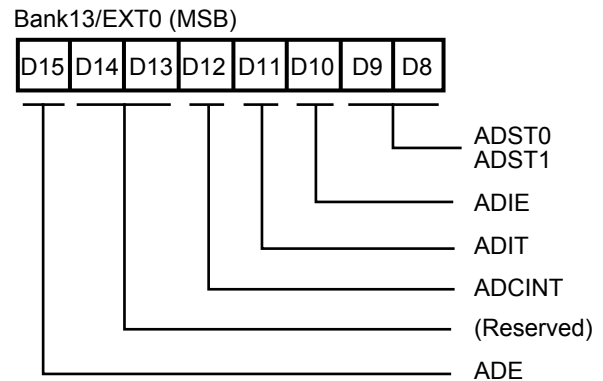 Bank13/EXT0 (MSB)
D15 D14 D13 D12 D11 D10 D9 D8
ADST0
ADST1
ADIE
ADIT
ADCINT
(Reserved)
ADE